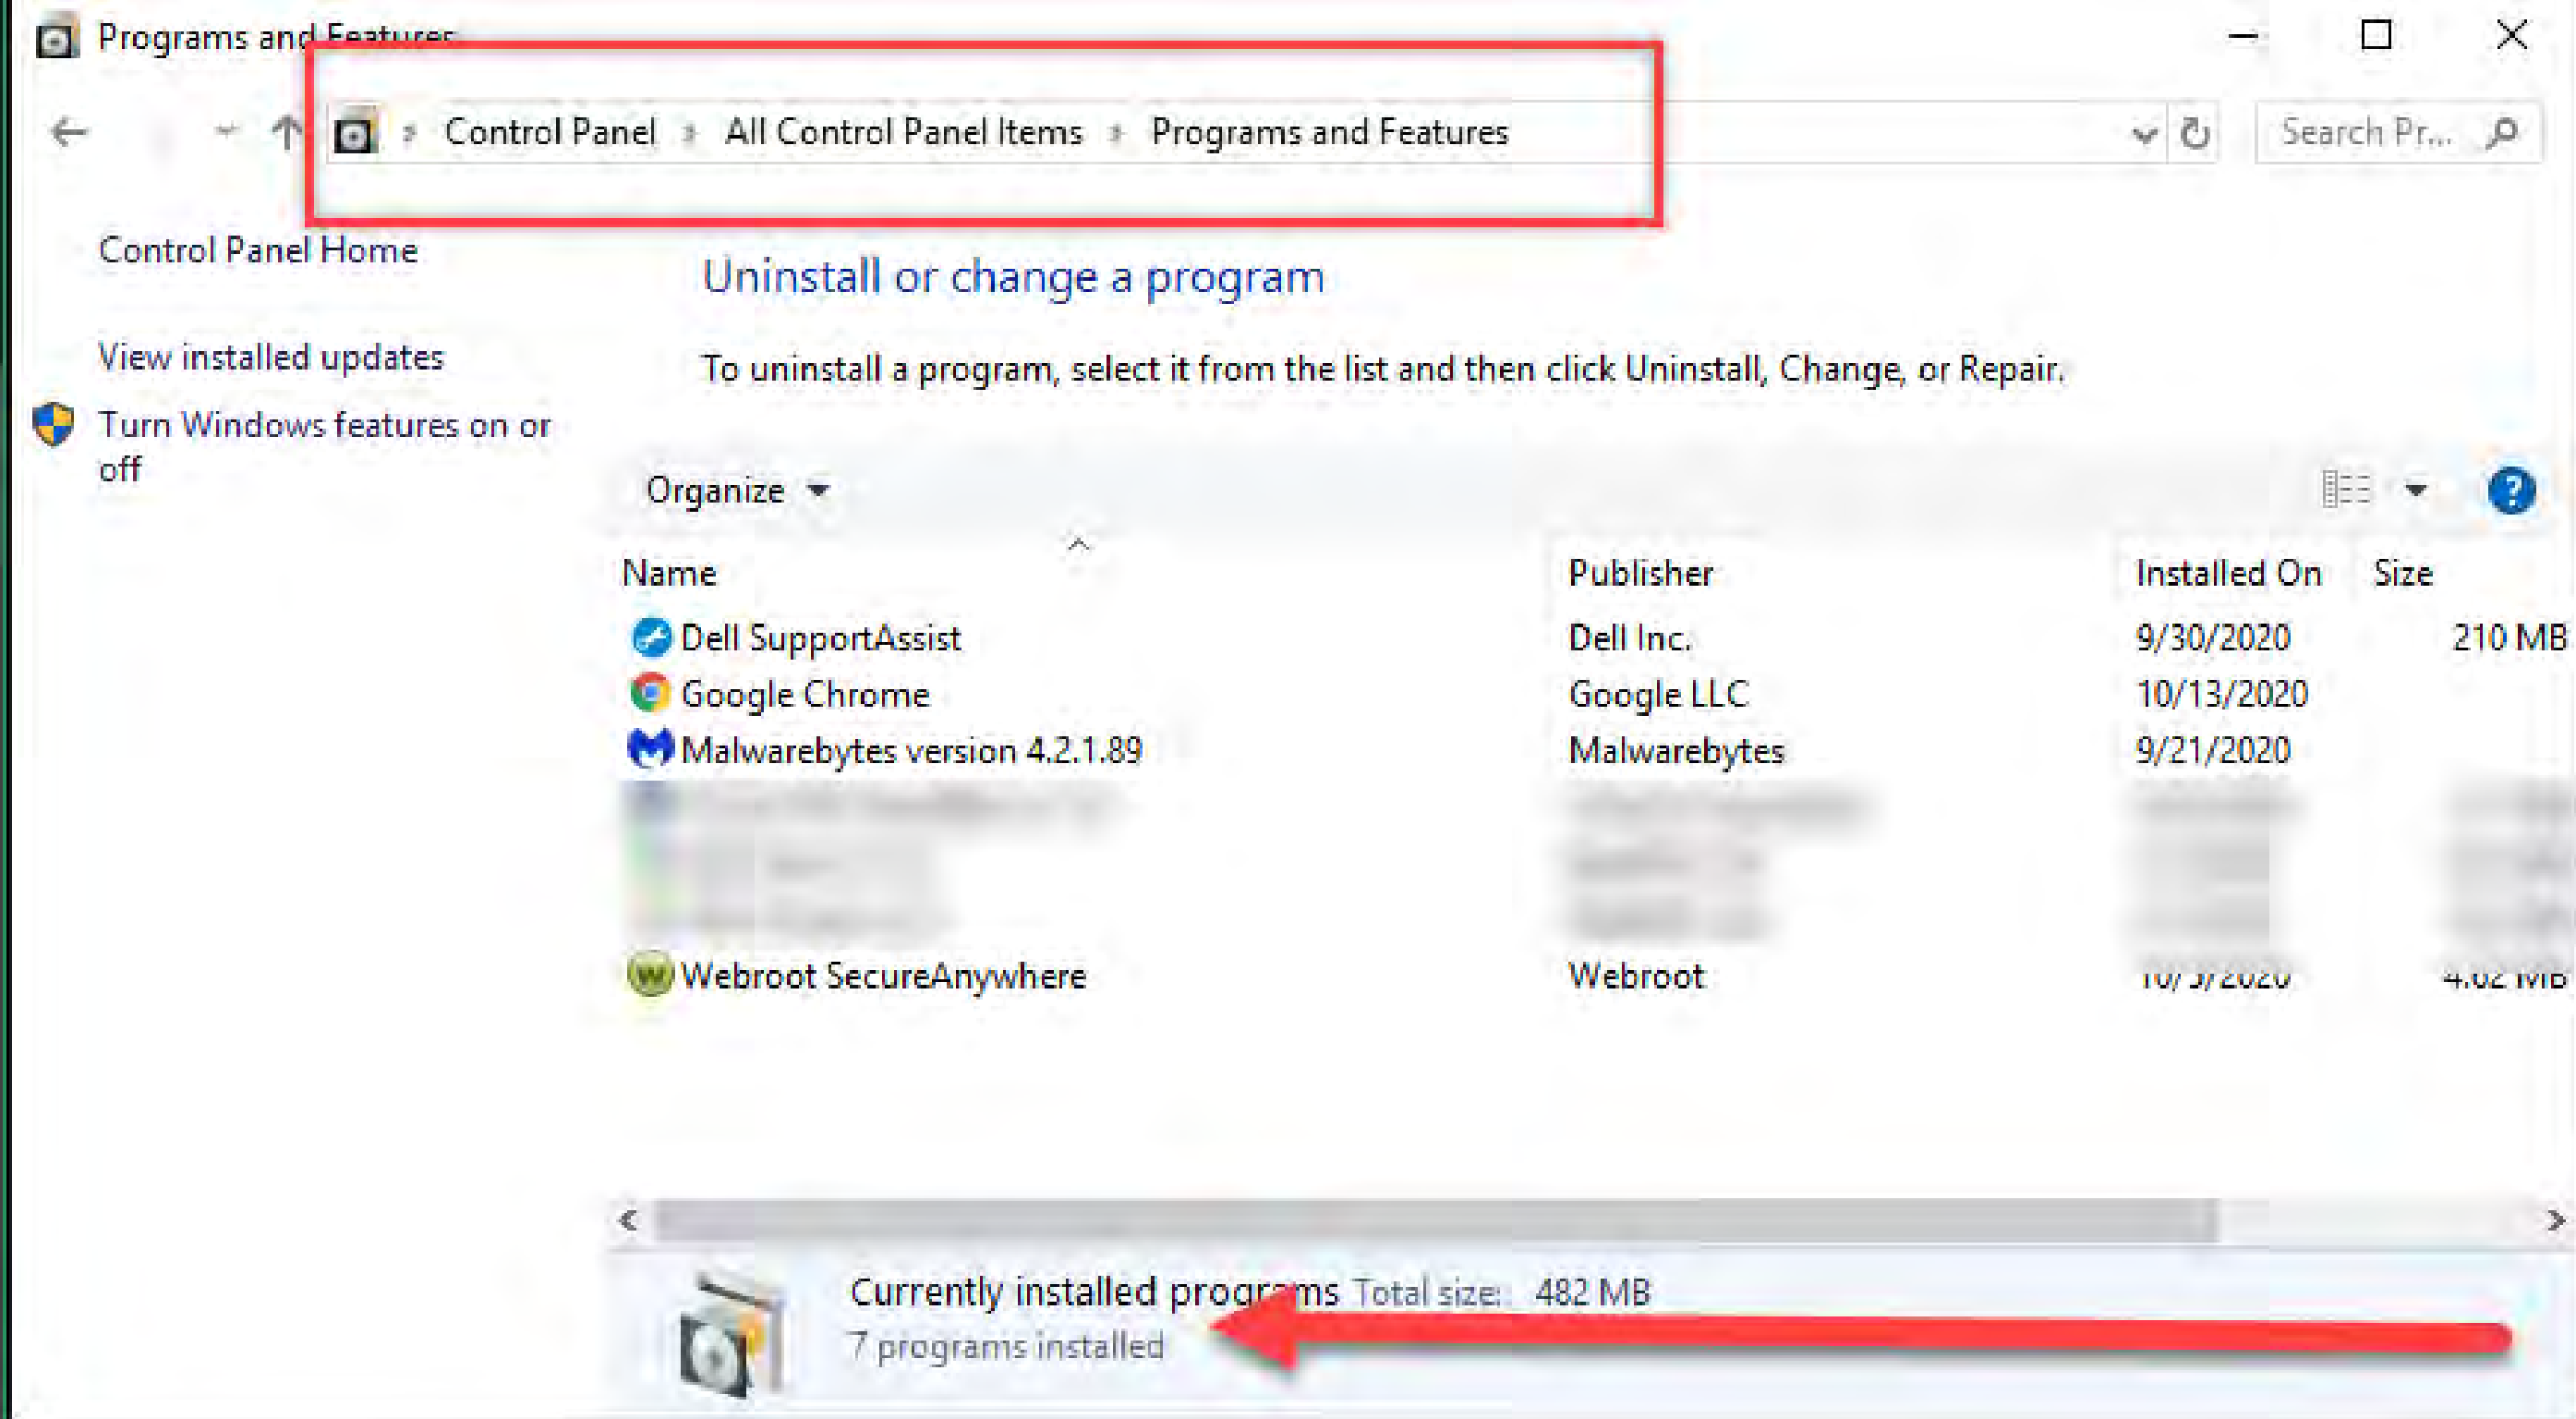 Programs and Features
Control Panel › All Control Panel Items › Programs and Features
Search Pr...
Control Panel Home
View installed updates
Turn Windows features on or
off
Uninstall or change a program
To uninstall a program, select it from the list and then click Uninstall, Change, or Repair.
Organize
Name Publisher Installed On Size
Dell SupportAssist Dell Inc. 9/30/2020 210 MB
Google Chrome Google LLC 10/13/2020
Malwarebytes version 4.2.1.89 Malwarebytes 9/21/2020
Webroot SecureAnywhere Webroot
Currently installed programs Total size: 482 MB
7 programs installed